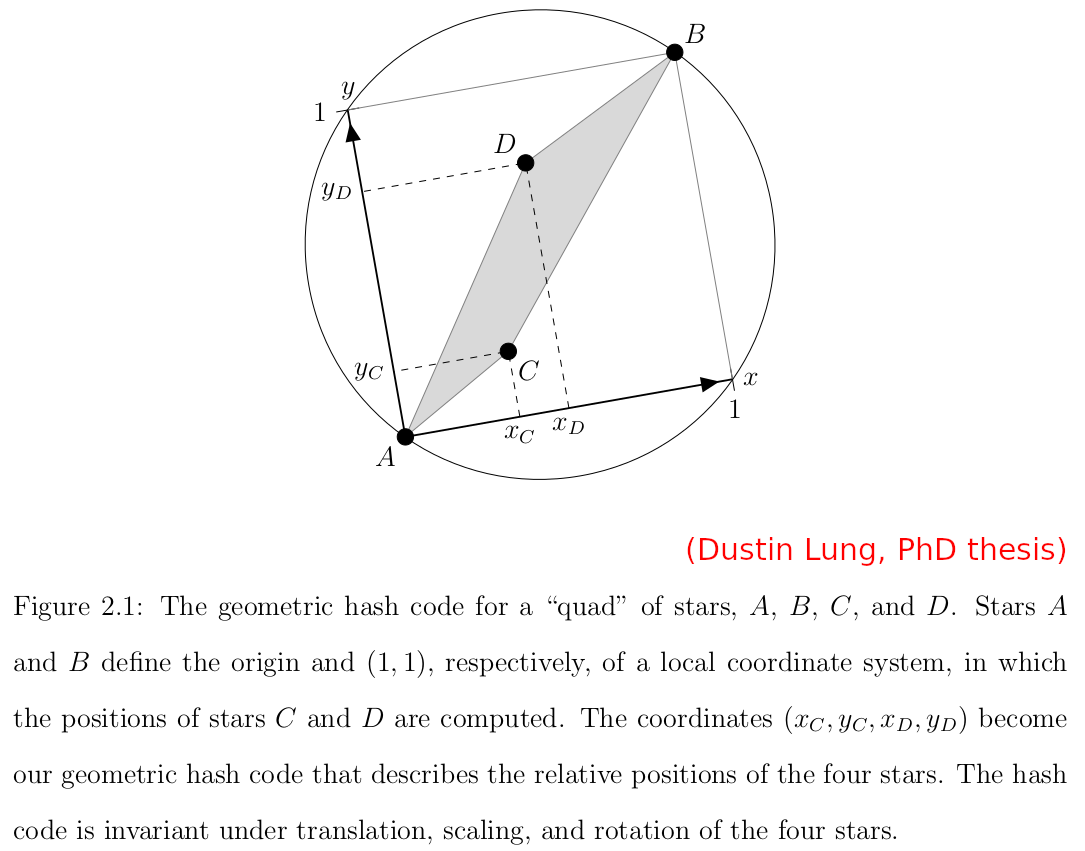 B
y
1
D
y_D
y_C
C
x
1
x_C x_D
A
(Dustin Lung, PhD thesis)
Figure 2.1: The geometric hash code for a “quad” of stars, A, B, C, and D. Stars A
and B define the origin and (1, 1), respectively, of a local coordinate system, in which
the positions of stars C and D are computed. The coordinates (x_C, y_C, x_D, y_D) become
our geometric hash code that describes the relative positions of the four stars. The hash
code is invariant under translation, scaling, and rotation of the four stars.